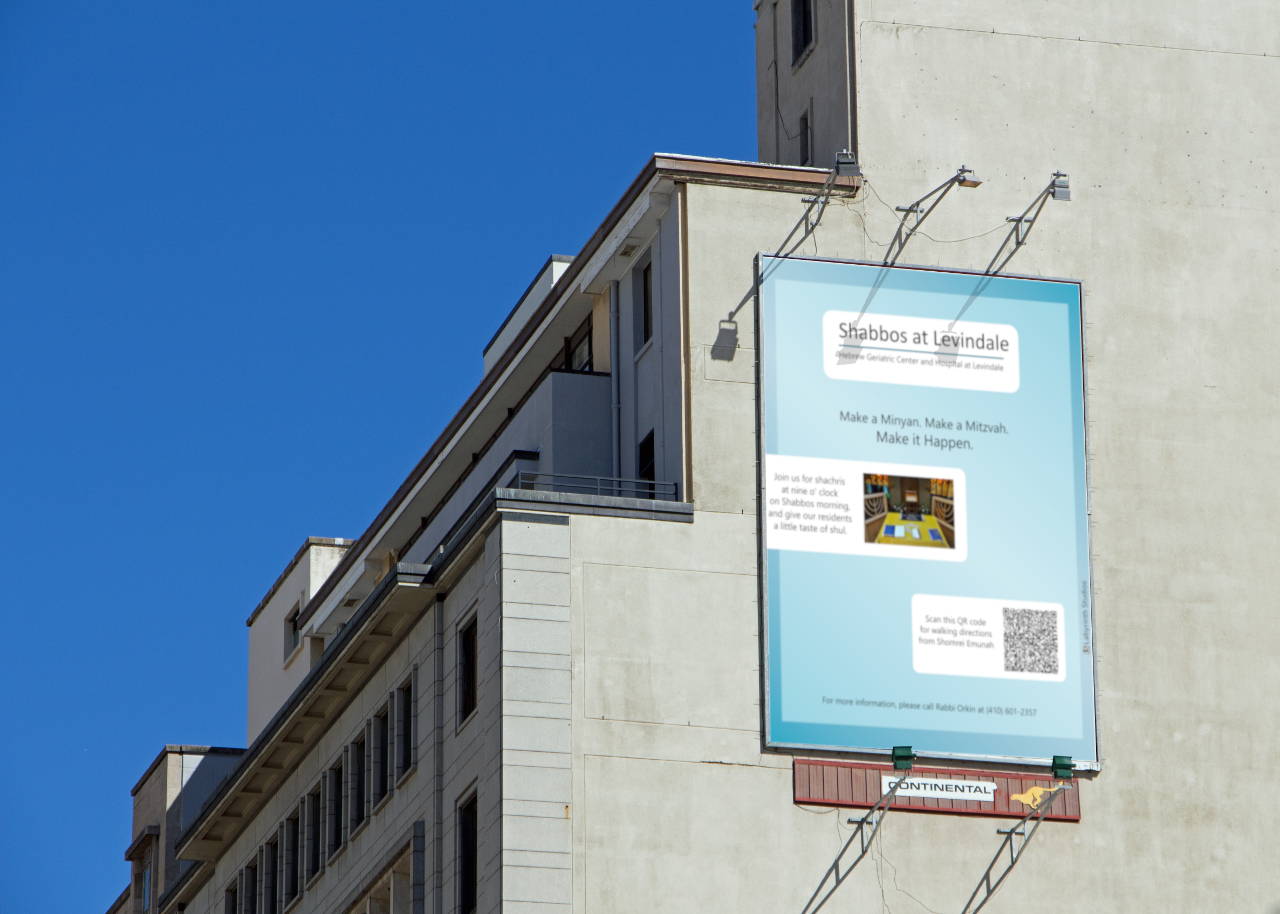 Shabbos at Levindale
Hebrew Geriatric Center and Hospital at Levindale
Make a Minyan. Make a Mitzvah.
Make it Happen.
Join us for shachris
at nine o' clock
on Shabbos morning,
and give our residents
a little taste of shul.
Scan this QR code
for walking directions
from Shomrei Emunah
Labyrinth Studios
For more information, please call Rabbi Orkin at (410) 601-2357
CONTINENTAL